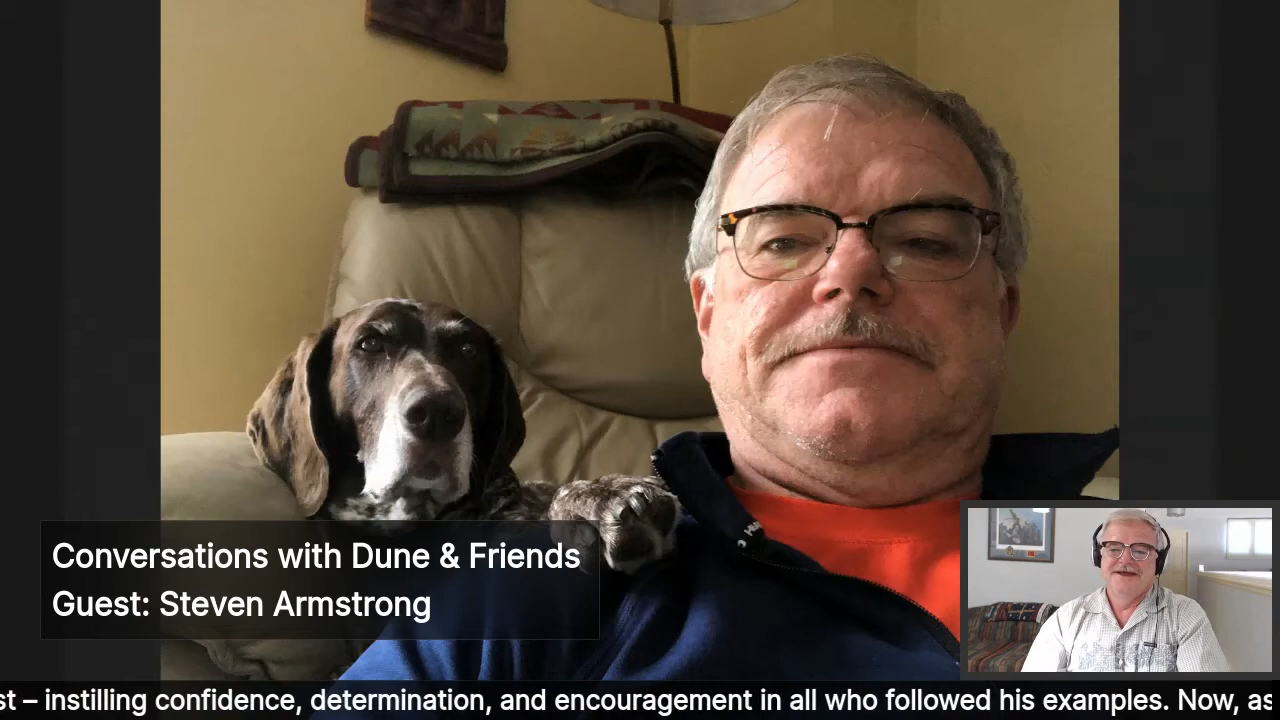 Conversations with Dune & Friends
Guest: Steven Armstrong
st – instilling confidence, determination, and encouragement in all who followed his examples. Now, as